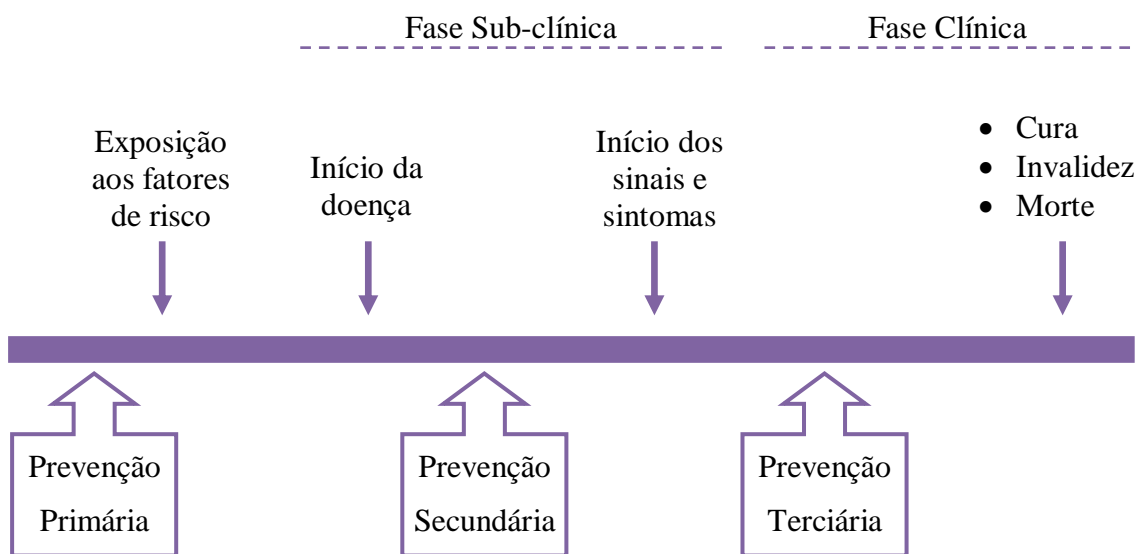 Fase Sub-clínica
Fase Clínica
Exposição
aos fatores
de risco
Início da
doença
Início dos
sinais e
sintomas
• Cura
• Invalidez
• Morte
Prevenção
Primária
Prevenção
Secundária
Prevenção
Terciária